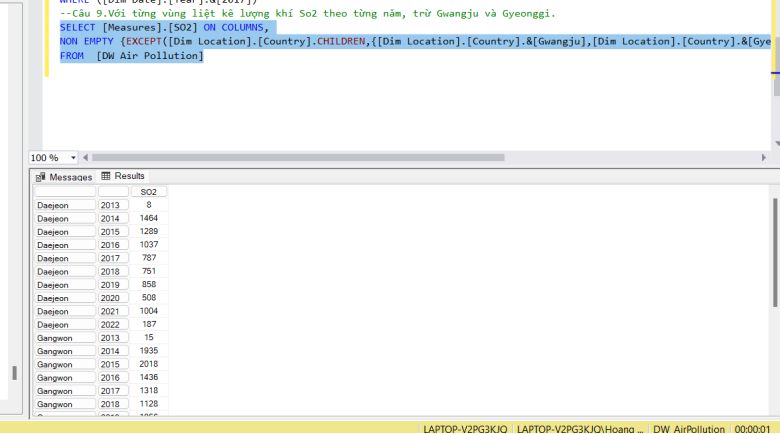 WHERE ([Dim Date].[Year].&[2017])
--Câu 9.Với từng vùng liệt kê lượng khí So2 theo từng năm, trừ Gwangju và Gyeonggi.
SELECT [Measures].[SO2] ON COLUMNS,
NON EMPTY {EXCEPT([Dim Location].[Country].CHILDREN,{[Dim Location].[Country].&[Gwangju],[Dim Location].[Country].&[Gye
FROM [DW Air Pollution]
100 %
Messages Results
SO2
Daejeon 2013 8
Daejeon 2014 1464
Daejeon 2015 1289
Daejeon 2016 1037
Daejeon 2017 787
Daejeon 2018 751
Daejeon 2019 858
Daejeon 2020 508
Daejeon 2021 1004
Daejeon 2022 187
Gangwon 2013 15
Gangwon 2014 1935
Gangwon 2015 2018
Gangwon 2016 1436
Gangwon 2017 1318
Gangwon 2018 1128
LAPTOP-V2PG3KJQ LAPTOP-V2PG3KJQ\Hoang ... DW_AirPollution 00:00:01